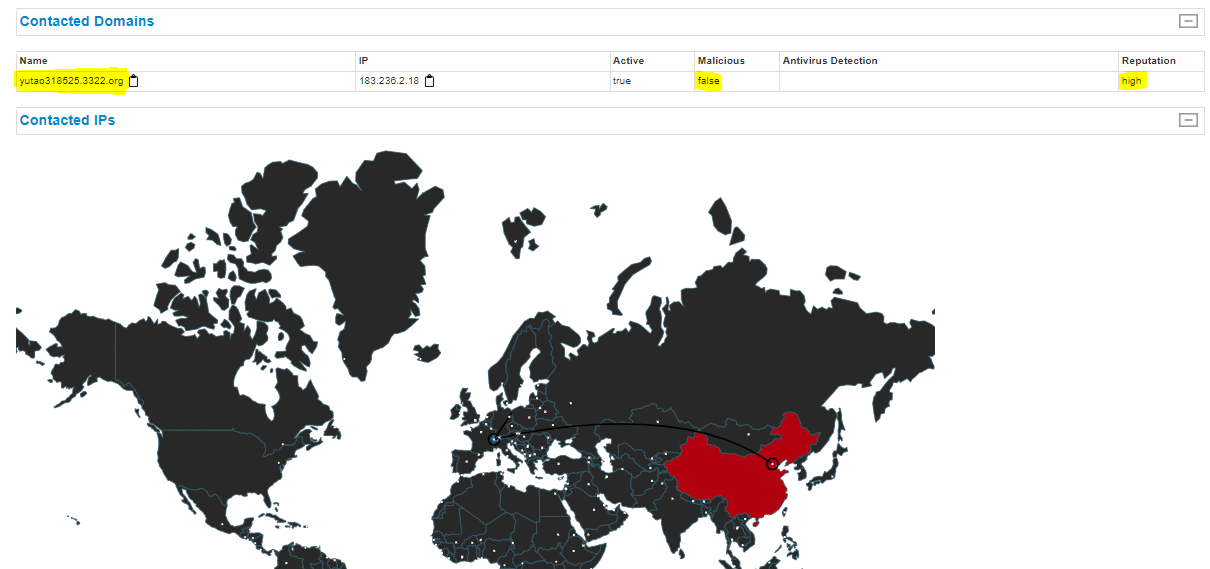 Contacted Domains
Name IP Active Malicious Antivirus Detection Reputation
yutao318525.3322.org 183.236.2.18 true false high
Contacted IPs